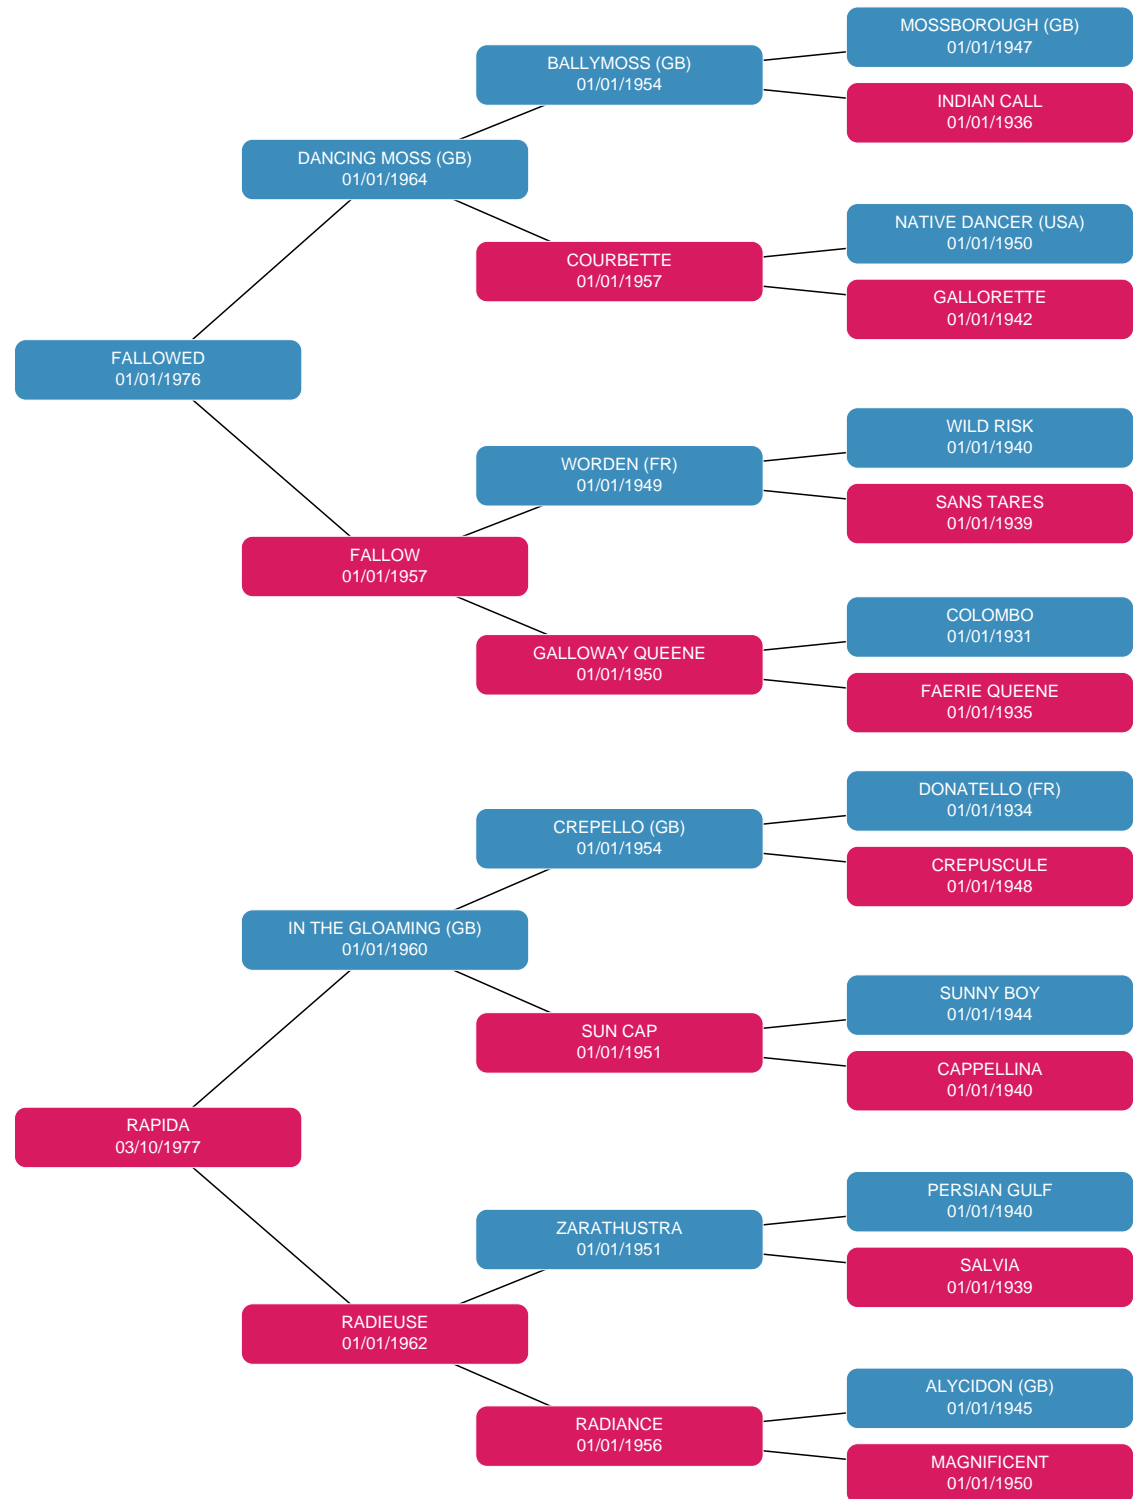 MOSSBOROUGH (GB)
01/01/1947
BALLYMOSS (GB)
01/01/1954
INDIAN CALL
01/01/1936
DANCING MOSS (GB)
01/01/1964
NATIVE DANCER (USA)
01/01/1950
COURBETTE
01/01/1957
GALLORETTE
01/01/1942
FALLOWED
01/01/1976
WILD RISK
01/01/1940
WORDEN (FR)
01/01/1949
SANS TARES
01/01/1939
FALLOW
01/01/1957
COLOMBO
01/01/1931
GALLOWAY QUEENE
01/01/1950
FAERIE QUEENE
01/01/1935
DONATELLO (FR)
01/01/1934
CREPELLO (GB)
01/01/1954
CREPUSCULE
01/01/1948
IN THE GLOAMING (GB)
01/01/1960
SUNNY BOY
01/01/1944
SUN CAP
01/01/1951
CAPPELLINA
01/01/1940
RAPIDA
03/10/1977
PERSIAN GULF
01/01/1940
ZARATHUSTRA
01/01/1951
SALVIA
01/01/1939
RADIEUSE
01/01/1962
ALYCIDON (GB)
01/01/1945
RADIANCE
01/01/1956
MAGNIFICENT
01/01/1950